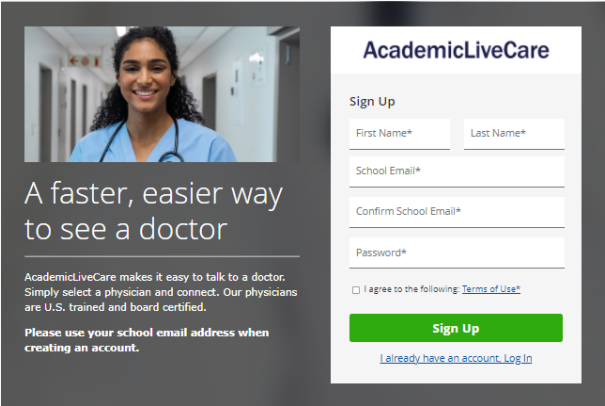 A faster, easier way
to see a doctor
AcademicLiveCare makes it easy to talk to a doctor.
Simply select a physician and connect. Our physicians
are U.S. trained and board certified.
Please use your school email address when
creating an account.
AcademicLiveCare
Sign Up
First Name* Last Name*
School Email*
Confirm School Email*
Password*
I agree to the following: Terms of Use*
Sign Up
I already have an account, Log In